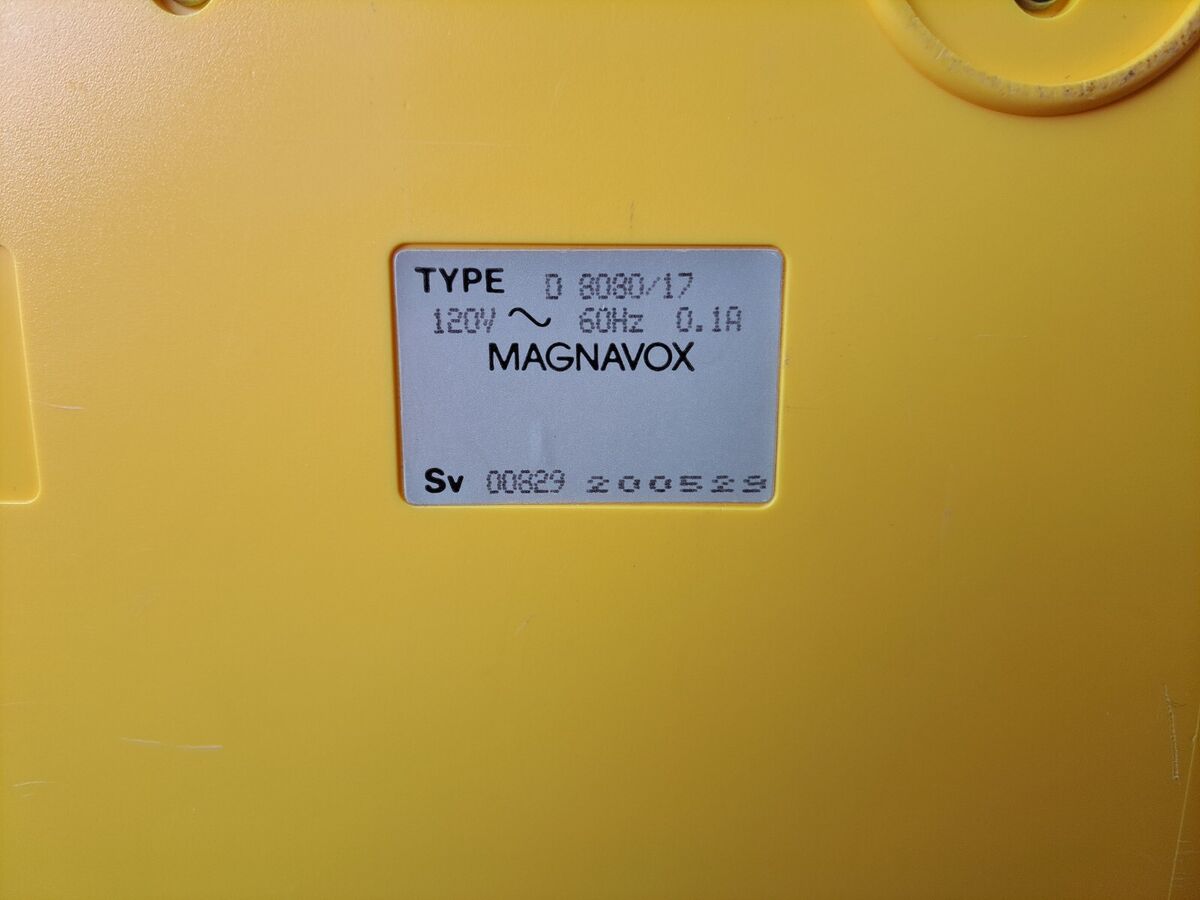 TYPE D 8080/17
120V ~ 60Hz 0.1A
MAGNAVOX
Sv 00829 200529